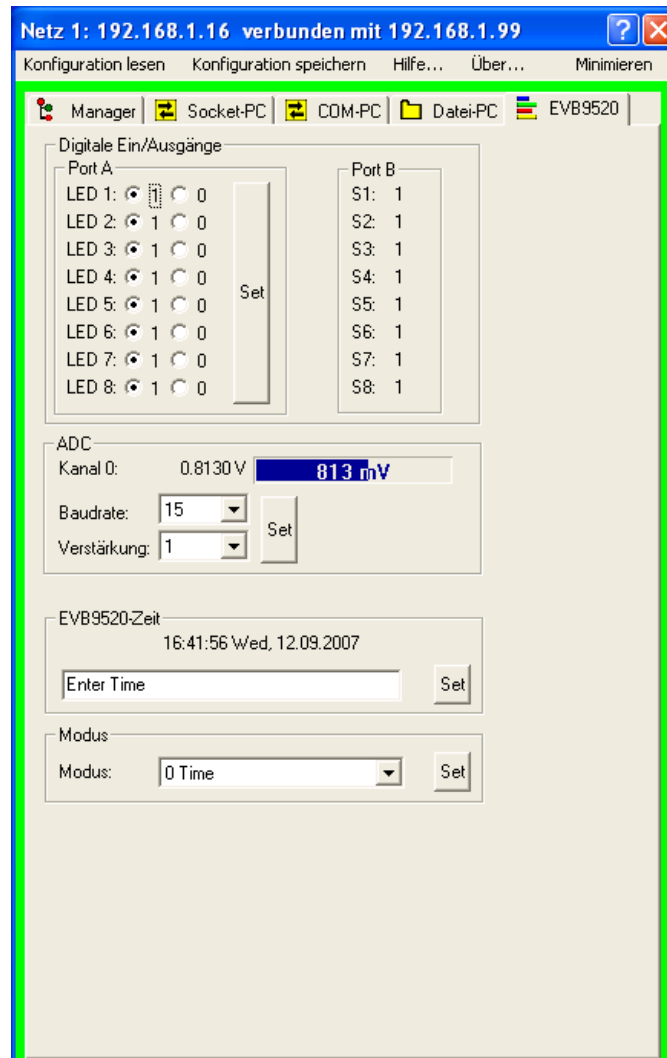 Netz 1: 192.168.1.16 verbunden mit 192.168.1.99
Konfiguration lesen Konfiguration speichern Hilfe... Über... Minimieren
Manager Socket-PC COM-PC Datei-PC EVB9520
Digitale Ein/Ausgänge
Port A
LED 1: 1 0
LED 2: 1 0
LED 3: 1 0
LED 4: 1 0
LED 5: 1 0
LED 6: 1 0
LED 7: 1 0
LED 8: 1 0
Set
Port B
S1: 1
S2: 1
S3: 1
S4: 1
S5: 1
S6: 1
S7: 1
S8: 1
ADC
Kanal 0: 0.8130 V 813 mV
Baudrate: 15
Verstärkung: 1
Set
EVB9520-Zeit
16:41:56 Wed, 12.09.2007
Enter Time Set
Modus
Modus: 0 Time Set